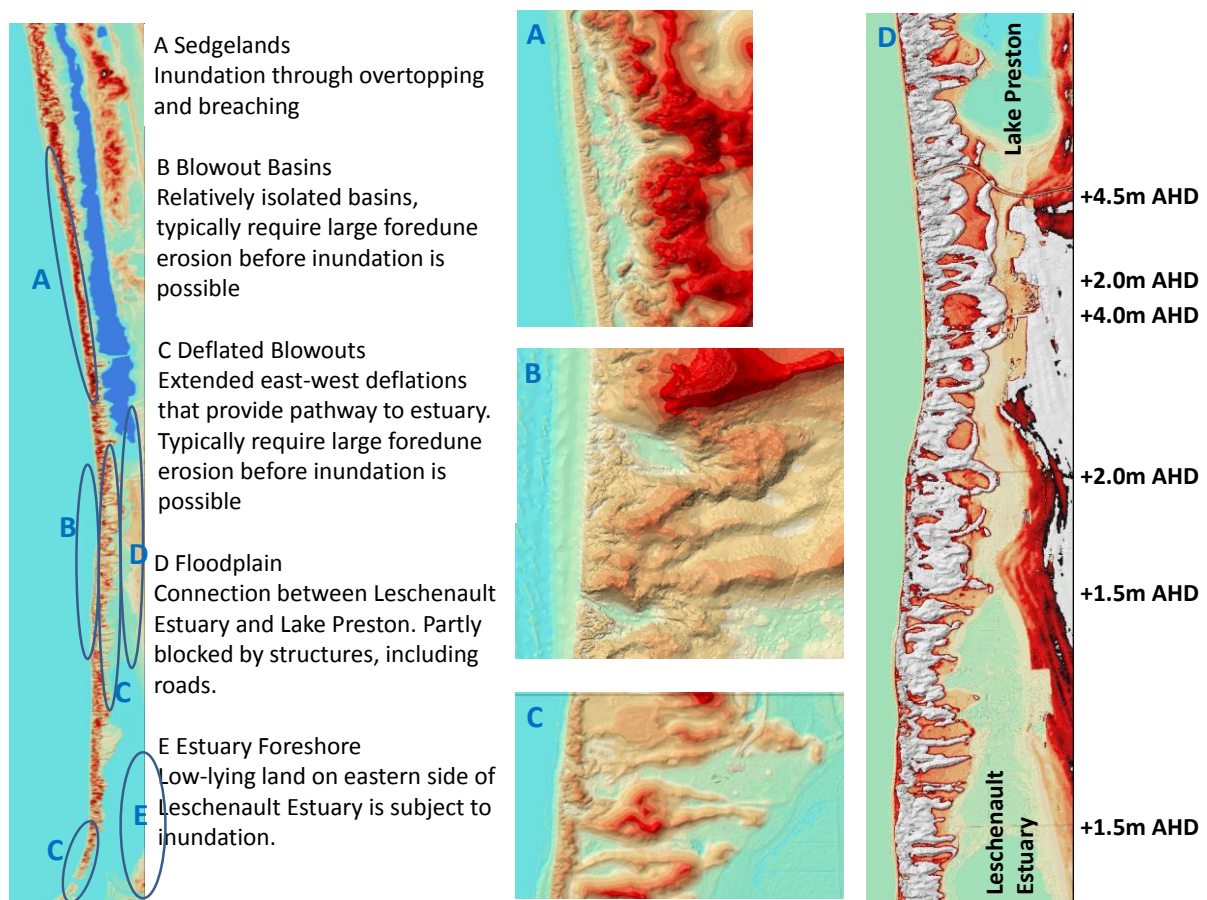 A Sedgelands
Inundation through overtopping
and breaching
B Blowout Basins
Relatively isolated basins,
typically require large foredune
erosion before inundation is
possible
C Deflated Blowouts
Extended east-west deflations
that provide pathway to estuary.
Typically require large foredune
erosion before inundation is
possible
D Floodplain
Connection between Leschenault
Estuary and Lake Preston. Partly
blocked by structures, including
roads.
E Estuary Foreshore
Low-lying land on eastern side of
Leschenault Estuary is subject to
inundation.
A
B
D
C
E
C
A
B
C
D
Lake Preston
+4.5m AHD
+2.0m AHD
+4.0m AHD
+2.0m AHD
+1.5m AHD
+1.5m AHD
Leschenault
Estuary